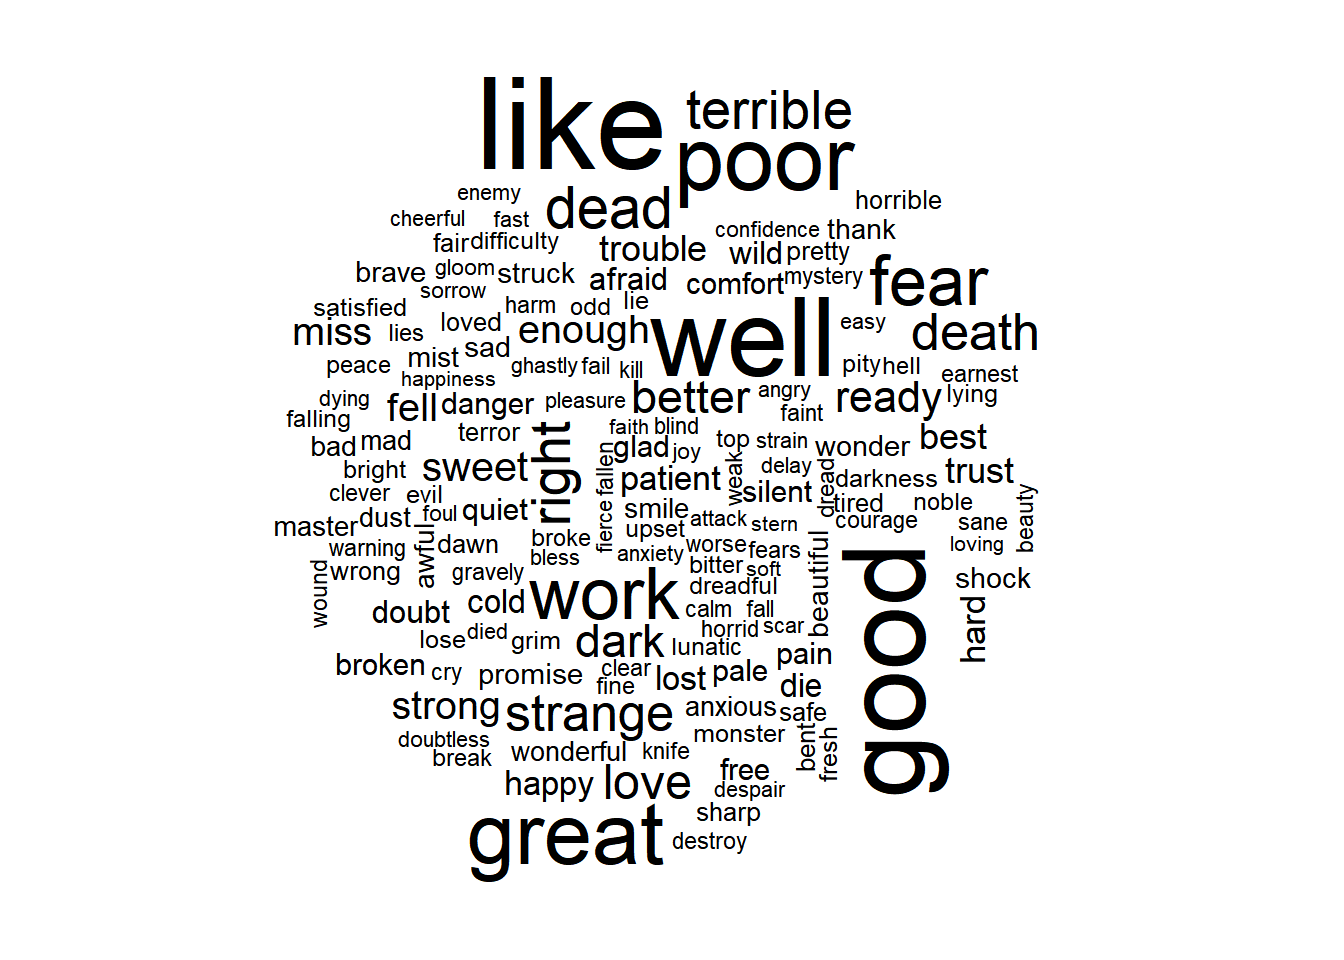 like terrible
poor
enemy dead horrible
cheerful fast confidence thank
fair difficulty trouble wild pretty
brave gloom struck afraid comfort mystery fear
sorrow
satisfied harm odd lie
miss lies loved enough well easy death
peace mist sad ghastly fail kill pity hell earnest
happiness
dying fell danger pleasure better angry ready lying
falling faint
bad mad terror right faith blind top strain wonder best
glad joy
bright sweet fierce fallen patient weak delay dread darkness trust
clever evil silent tired noble beauty
master dust foul quiet smile attack stern courage sane
upset
warning awful dawn broke anxiety worse fears beautiful good loving
bless
wound wrong gravely bitter soft shock
dreadful
doubt cold work calm fall hard
lose died grim dark horrid scar
lunatic
broken cry promise clear lost pale pain
fine die
strong strange anxious safe
doubtless monster bent fresh
break wonderful knife
happy love free
despair
great sharp
destroy